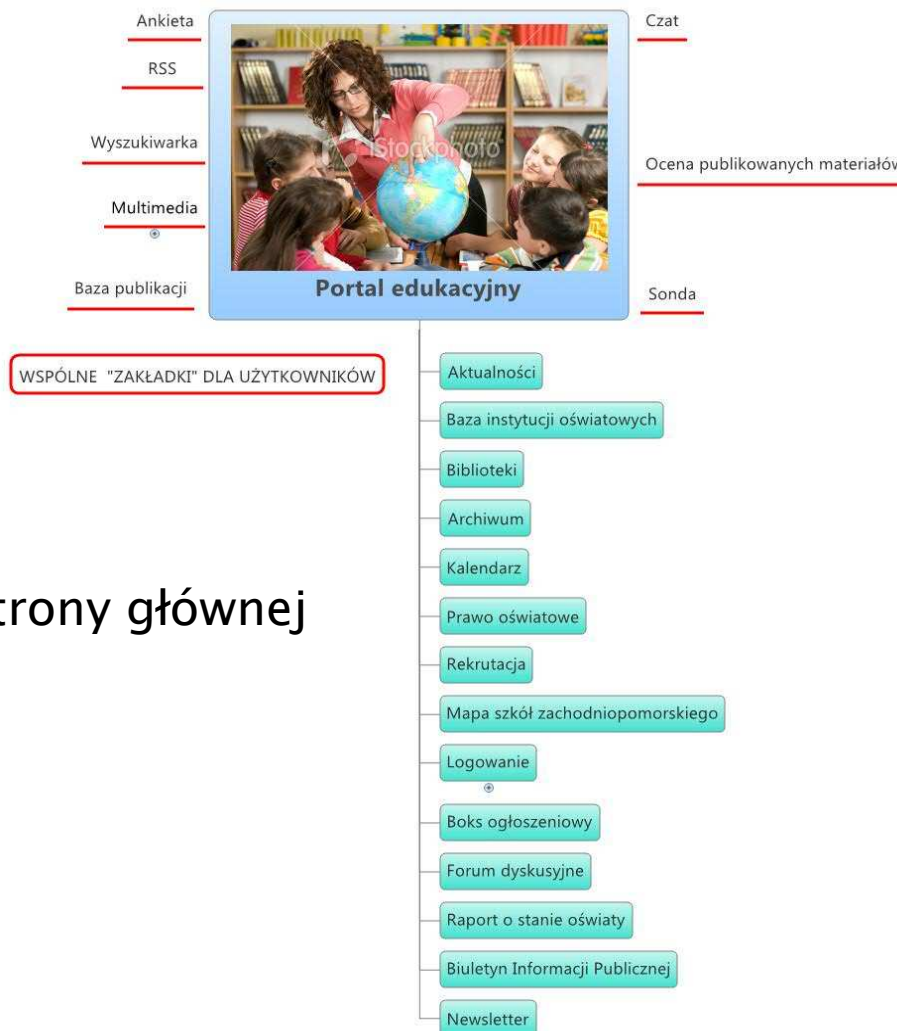 Ankieta
RSS
Wyszukiwarka
Multimedia
Baza publikacji
iStockphoto
Portal edukacyjny
Czat
Ocena publikowanych materiałów
Sonda
WSPÓLNE "ZAKŁADKI" DLA UŻYTKOWNIKÓW
Aktualności
Baza instytucji oświatowych
Biblioteki
Archiwum
Kalendarz
Prawo oświatowe
Rekrutacja
Mapa szkół zachodniopomorskiego
Logowanie
Boks ogłoszeniowy
Forum dyskusyjne
Raport o stanie oświaty
Biuletyn Informacji Publicznej
Newsletter
trony głównej